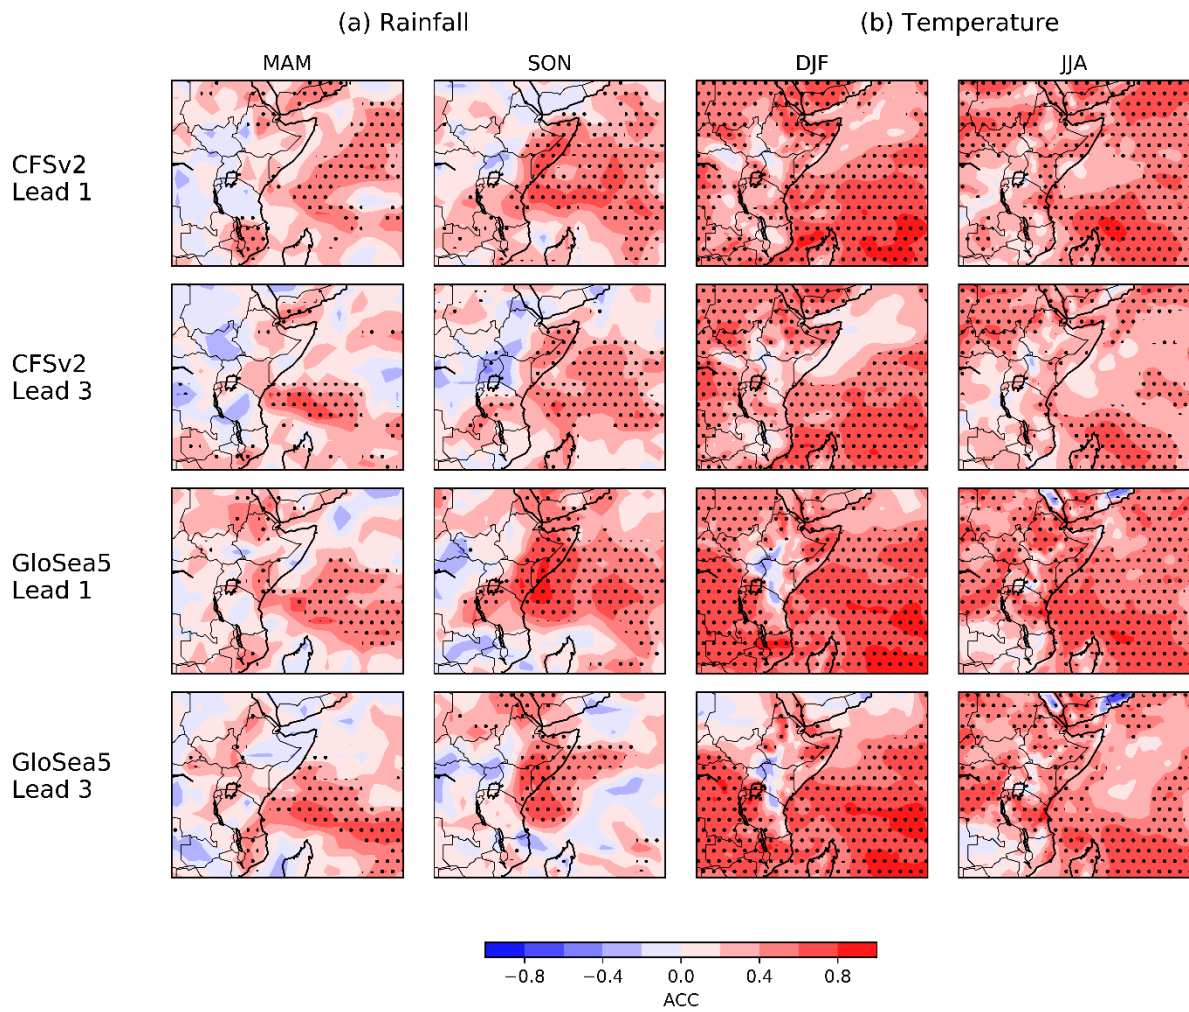 (a) Rainfall
(b) Temperature
MAM
SON
DJF
JJA
CFSv2
Lead 1
CFSv2
Lead 3
GloSea5
Lead 1
GloSea5
Lead 3
−0.8
−0.4
0.0
0.4
0.8
ACC